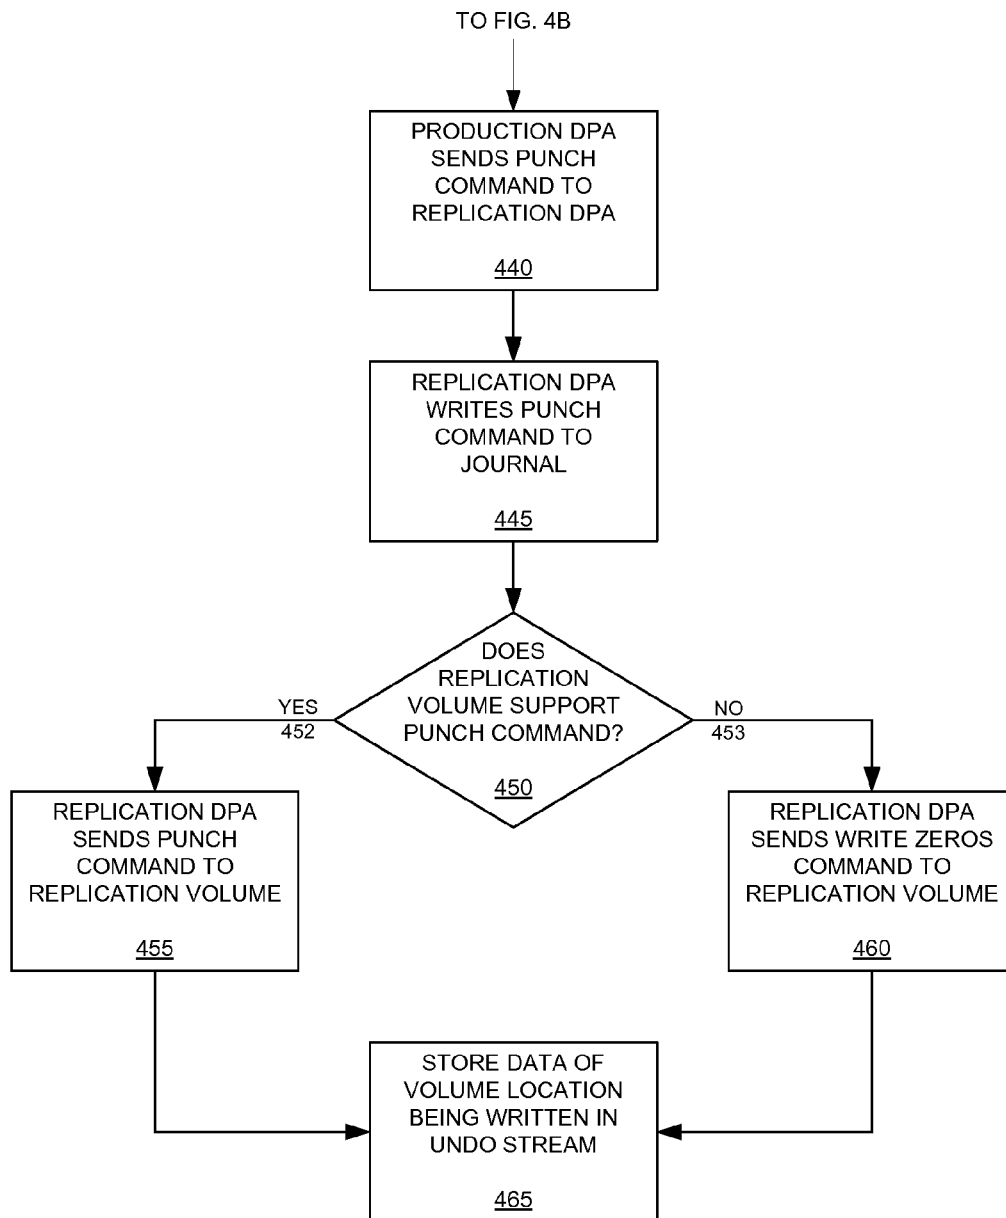 TO FIG. 4B
PRODUCTION DPA
SENDS PUNCH
COMMAND TO
REPLICATION DPA
440
REPLICATION DPA
WRITES PUNCH
COMMAND TO
JOURNAL
445
DOES
REPLICATION
VOLUME SUPPORT
PUNCH COMMAND?
450
YES
452
NO
453
REPLICATION DPA
SENDS PUNCH
COMMAND TO
REPLICATION VOLUME
455
REPLICATION DPA
SENDS WRITE ZEROS
COMMAND TO
REPLICATION VOLUME
460
STORE DATA OF
VOLUME LOCATION
BEING WRITTEN IN
UNDO STREAM
465